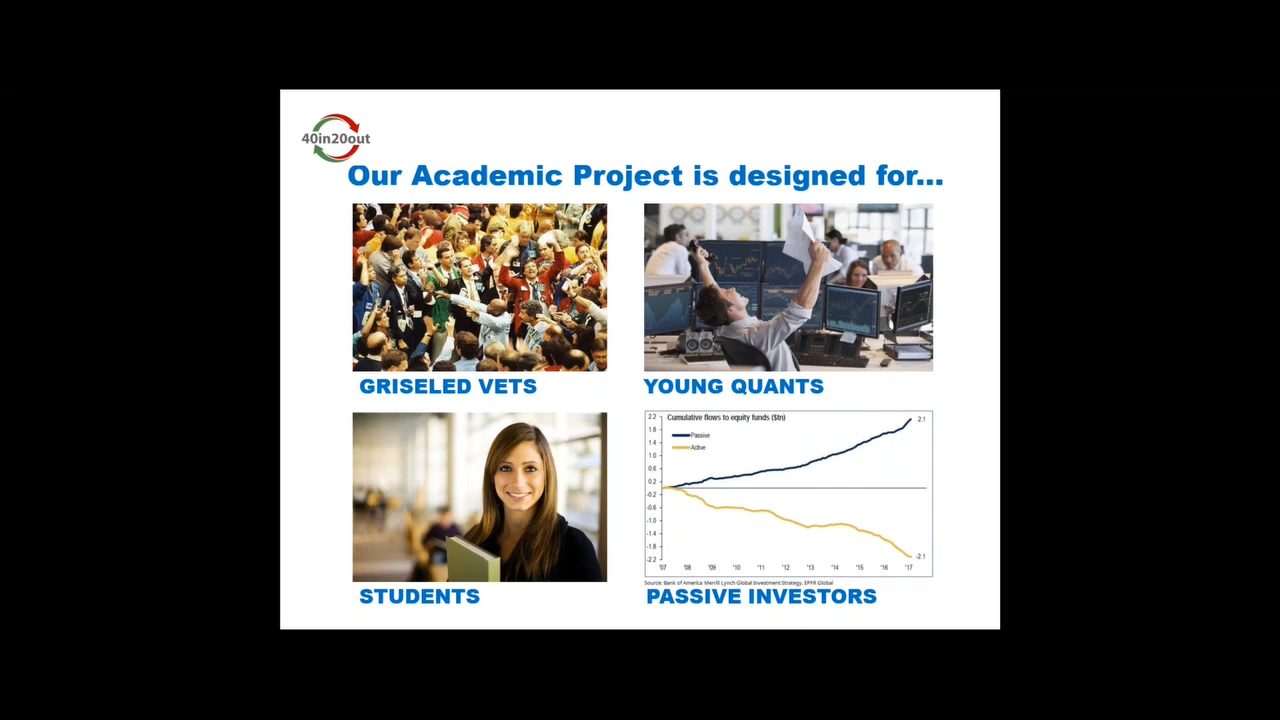 40in20out
Our Academic Project is designed for...
GRISELED VETS
YOUNG QUANTS
2.2
1.8
1.4
1.0
0.6
0.2
-0.2
-0.6
-1.0
-1.4
-1.8
-2.2
Cumulative flows to equity funds ($tn)
Passive
Active
2.1
-2.1
'07 '08 '09 '10 '11 '12 '13 '14 '15 '16 '17
Source: Bank of America Merrill Lynch Global Investment Strategy, EPFR Global
STUDENTS
PASSIVE INVESTORS